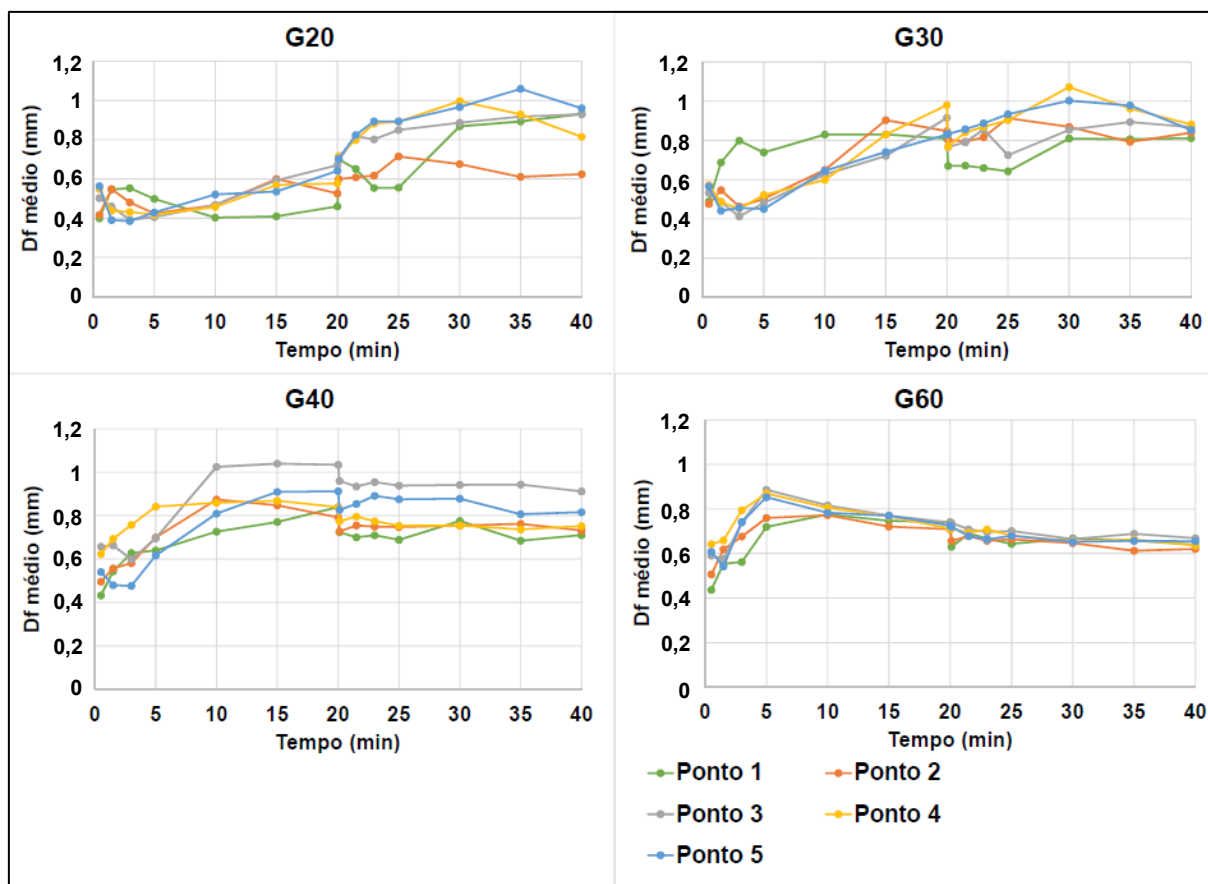 G20
1,2
1
0,8
0,6
0,4
0,2
0
Df médio (mm)
0 5 10 15 20 25 30 35 40
Tempo (min)
G30
1,2
1
0,8
0,6
0,4
0,2
0
Df médio (mm)
0 5 10 15 20 25 30 35 40
Tempo (min)
G40
1,2
1
0,8
0,6
0,4
0,2
0
Df médio (mm)
0 5 10 15 20 25 30 35 40
Tempo (min)
G60
1,2
1
0,8
0,6
0,4
0,2
0
Df médio (mm)
0 5 10 15 20 25 30 35 40
Tempo (min)
Ponto 1 Ponto 2
Ponto 3 Ponto 4
Ponto 5